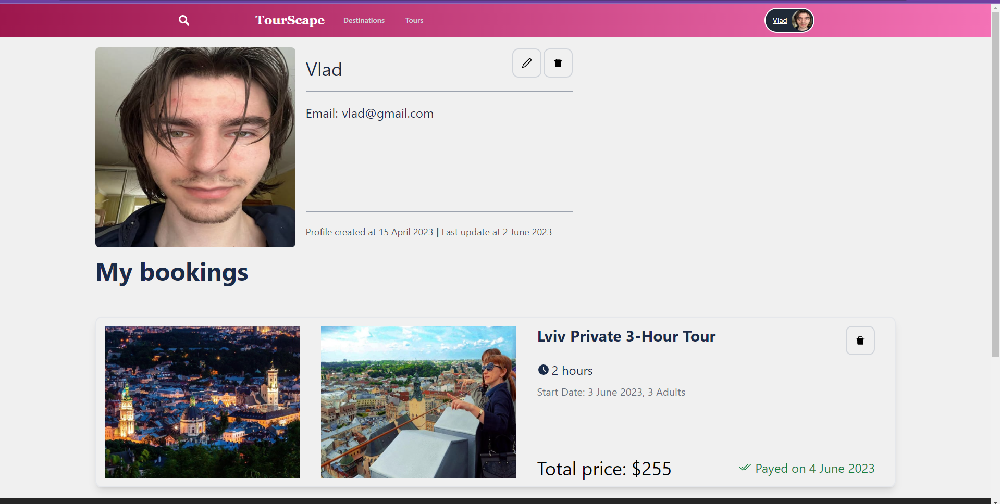 TourScape
Destinations
Tours
Vlad
Vlad
Email: vlad@gmail.com
Profile created at 15 April 2023 | Last update at 2 June 2023
My bookings
Lviv Private 3-Hour Tour
2 hours
Start Date: 3 June 2023, 3 Adults
Total price: $255
Payed on 4 June 2023